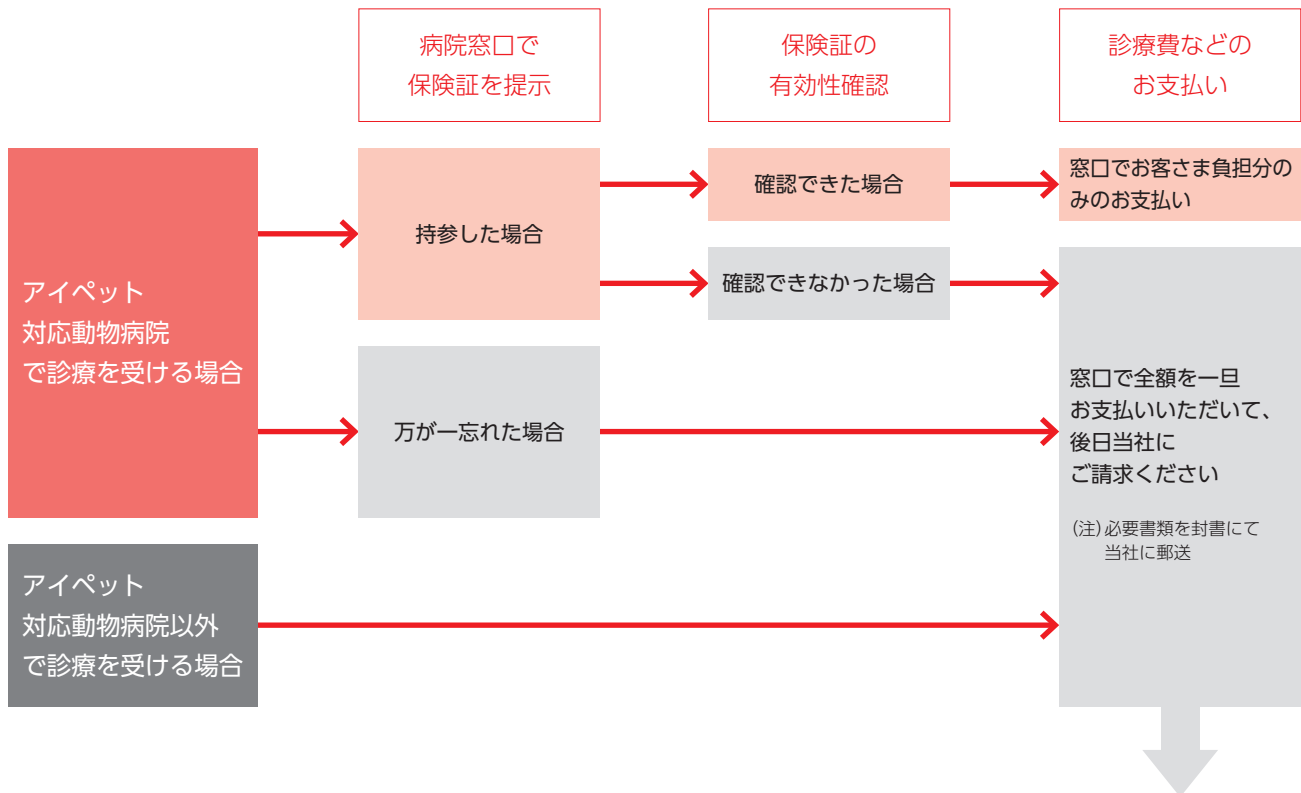 病院窓口で
保険証を提示
保険証の
有効性確認
診療費などの
お支払い
アイペット
対応動物病院
で診療を受ける場合
持参した場合
確認できた場合
窓口でお客さま負担分の
みのお支払い
確認できなかった場合
万が一忘れた場合
窓口で全額を一旦
お支払いいただいて、
後日当社に
ご請求ください
(注)必要書類を封書にて
当社に郵送
アイペット
対応動物病院以外
で診療を受ける場合